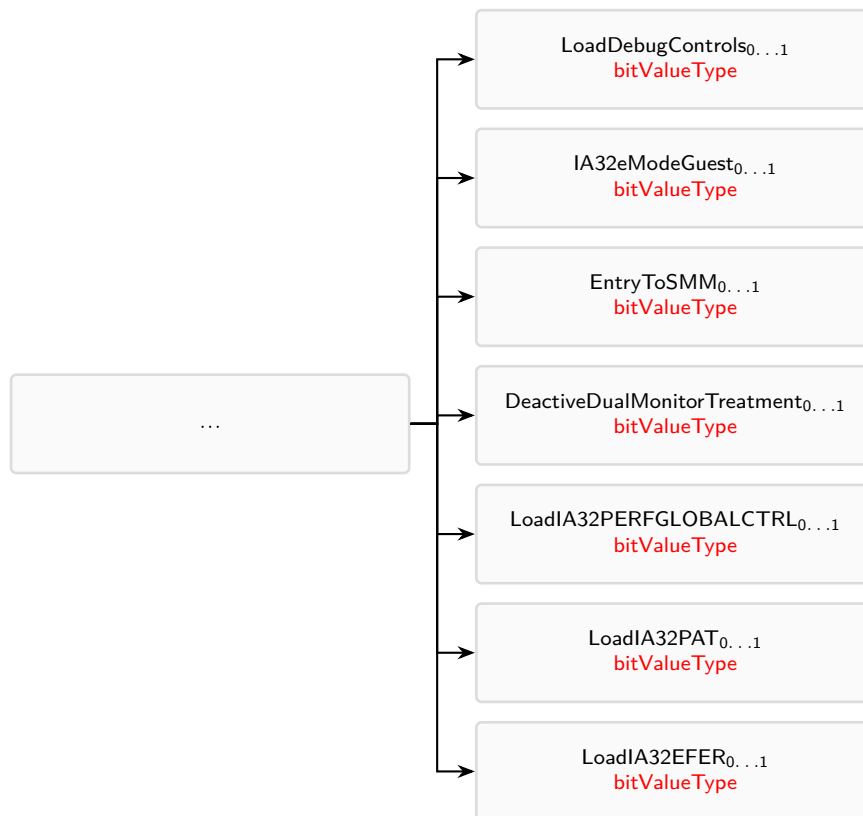 LoadDebugControls0...1
bitValueType
IA32eModeGuest0...1
bitValueType
EntryToSMM0...1
bitValueType
...
DeactiveDualMonitorTreatment0...1
bitValueType
LoadIA32PERFGLOBALCTRL0...1
bitValueType
LoadIA32PAT0...1
bitValueType
LoadIA32EFER0...1
bitValueType